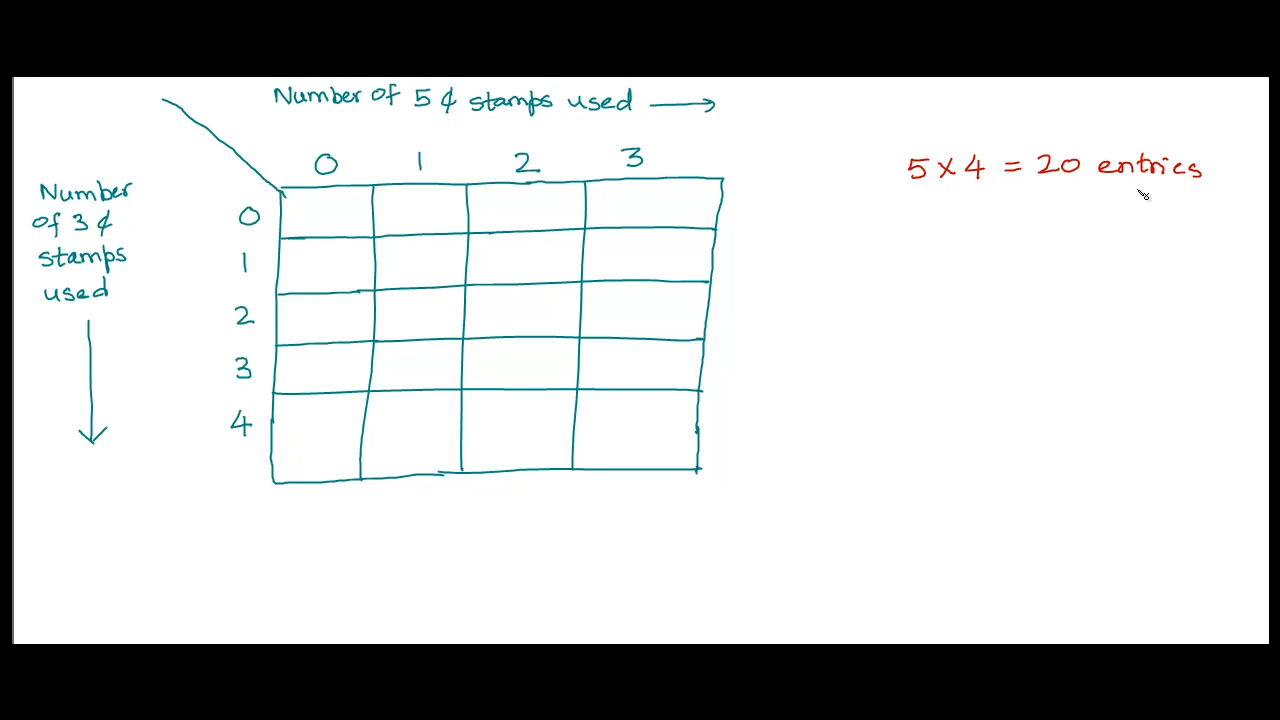 Number of 5 ¢ stamps used →
0 1 2 3
Number
of 3 ¢
stamps
used
0
1
2
3
4
5 × 4 = 20 entries